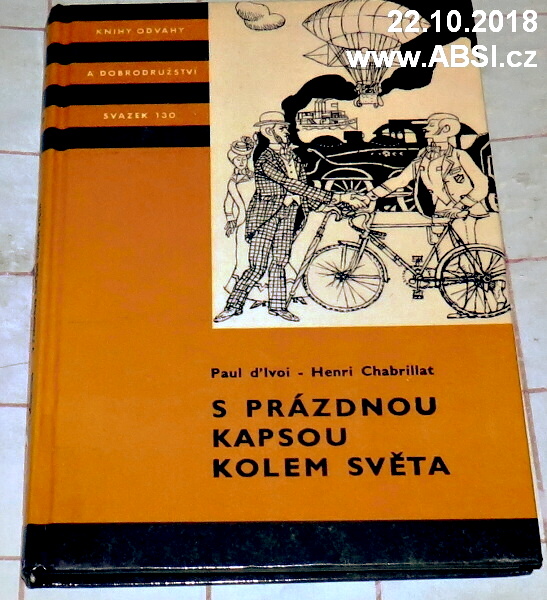 22.10.2018
www.ABSI.cz
KNIHY ODVAHY
A DOBRODRUŽSTVÍ
SVAZEK 130
Paul d'Ivoi - Henri Chabrillat
S PRÁZDNOU
KAPSOU
KOLEM SVĚTA